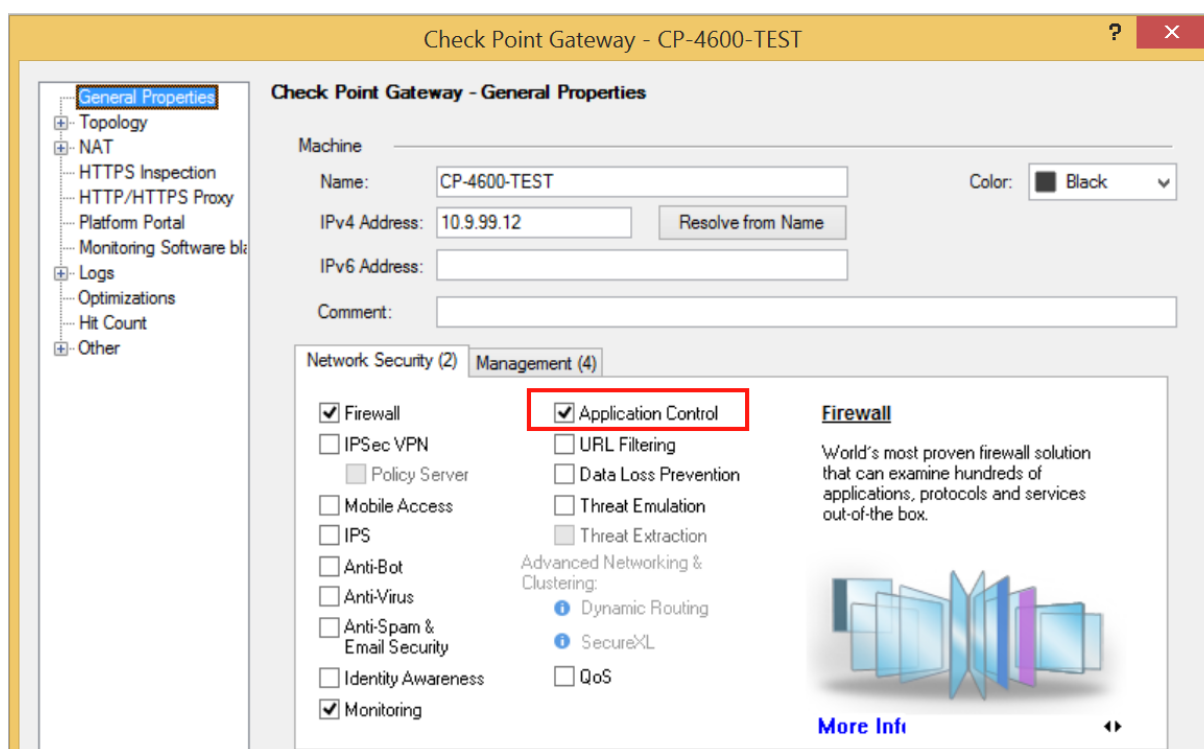 Check Point Gateway - CP-4600-TEST
?
General Properties
Topology
NAT
HTTPS Inspection
HTTP/HTTPS Proxy
Platform Portal
Monitoring Software bla
Logs
Optimizations
Hit Count
Other
Check Point Gateway - General Properties
Machine
Name: CP-4600-TEST Color: Black
IPv4 Address: 10.9.99.12 Resolve from Name
IPv6 Address:
Comment:
Network Security (2) Management (4)
Firewall
IPSec VPN
Policy Server
Mobile Access
IPS
Anti-Bot
Anti-Virus
Anti-Spam &
Email Security
Identity Awareness
Monitoring
Application Control
URL Filtering
Data Loss Prevention
Threat Emulation
Threat Extraction
Advanced Networking &
Clustering:
Dynamic Routing
SecureXL
QoS
Firewall
World's most proven firewall solution
that can examine hundreds of
applications, protocols and services
out-of-the box.
More Info